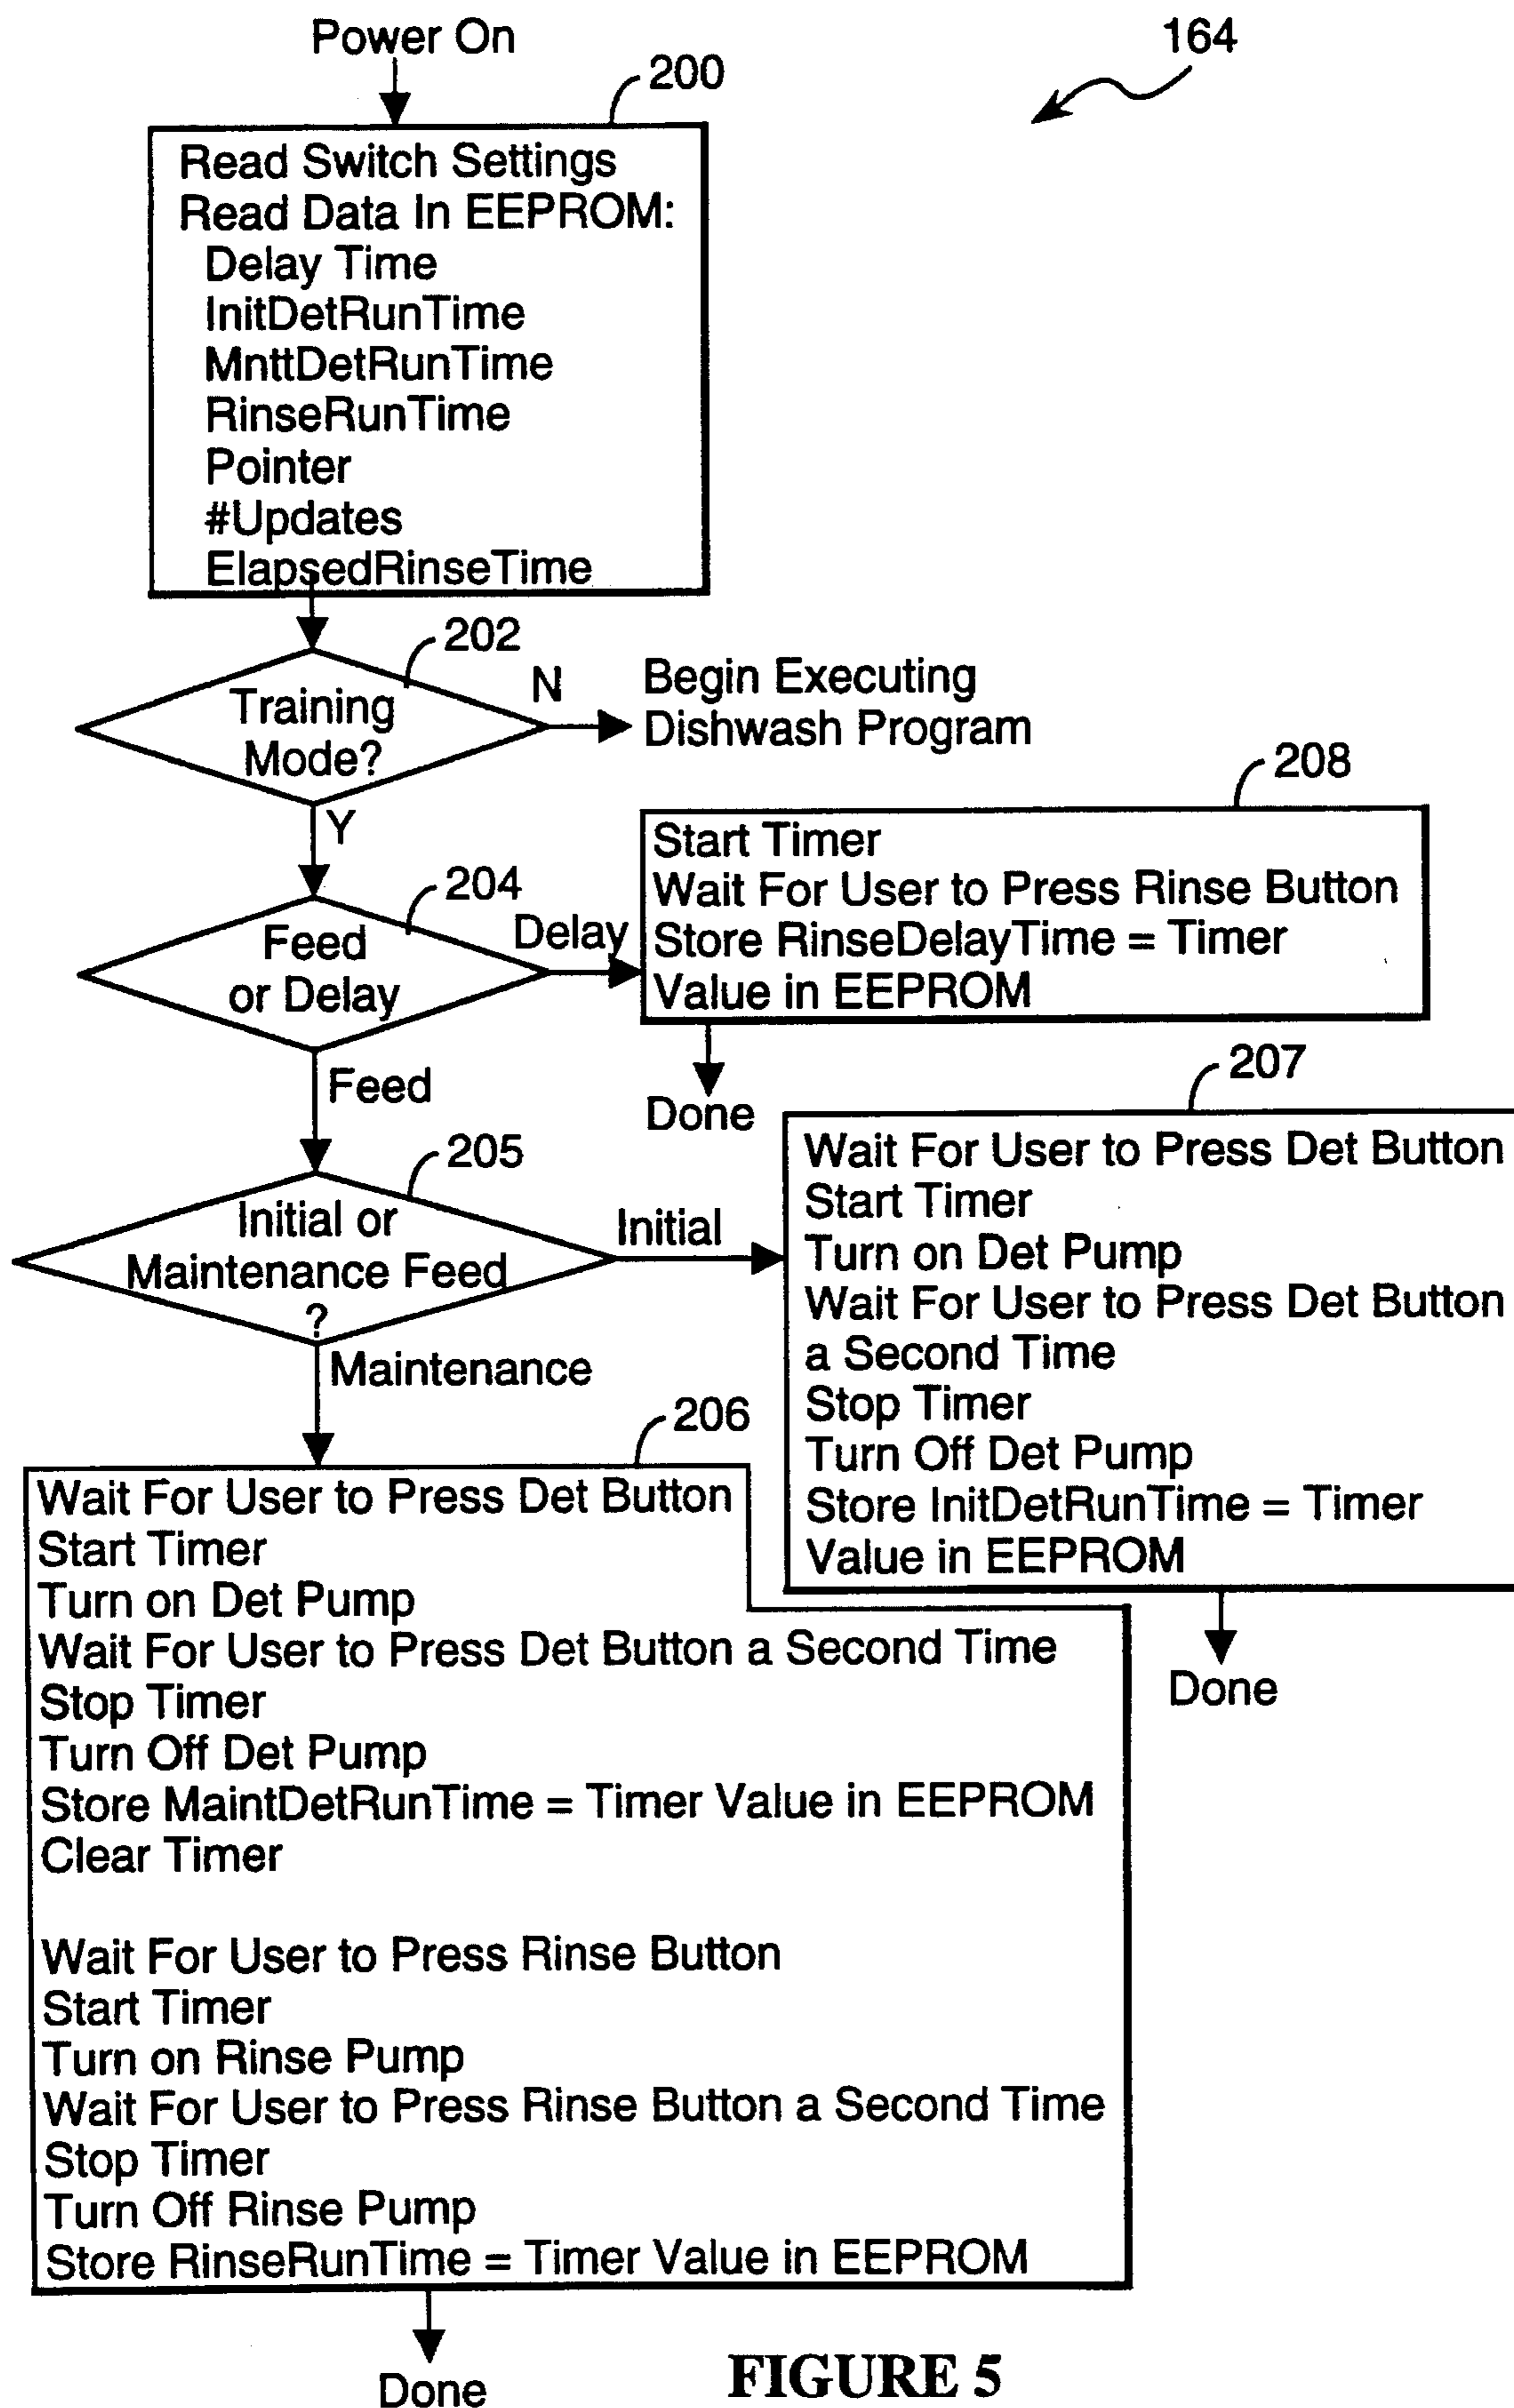 Power On
164
200
Read Switch Settings
Read Data In EEPROM:
Delay Time
InitDetRunTime
MnttDetRunTime
RinseRunTime
Pointer
#Updates
ElapsedRinseTime
202
Training
Mode?
N
Begin Executing
Dishwash Program
Y
208
Start Timer
Wait For User to Press Rinse Button
Store RinseDelayTime = Timer
Value in EEPROM
Done
204
Feed
or Delay
Delay
Feed
205
Initial or
Maintenance Feed
?
Initial
Maintenance
207
Wait For User to Press Det Button
Start Timer
Turn on Det Pump
Wait For User to Press Det Button
a Second Time
Stop Timer
Turn Off Det Pump
Store InitDetRunTime = Timer
Value in EEPROM
Done
206
Wait For User to Press Det Button
Start Timer
Turn on Det Pump
Wait For User to Press Det Button a Second Time
Stop Timer
Turn Off Det Pump
Store MaintDetRunTime = Timer Value in EEPROM
Clear Timer
Wait For User to Press Rinse Button
Start Timer
Turn on Rinse Pump
Wait For User to Press Rinse Button a Second Time
Stop Timer
Turn Off Rinse Pump
Store RinseRunTime = Timer Value in EEPROM
Done
FIGURE 5